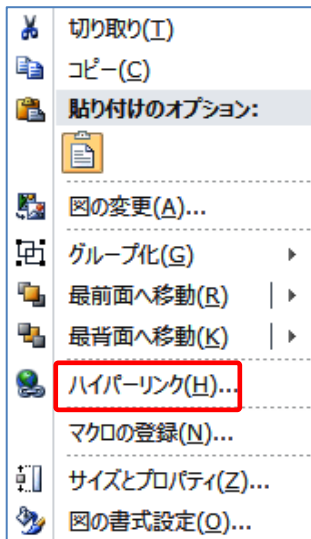 切り取り(T)
コピー(C)
貼り付けのオプション:
図の変更(A)...
グループ化(G)
最前面へ移動(R)
最背面へ移動(K)
ハイパーリンク(H)...
マクロの登録(N)...
サイズとプロパティ(Z)...
図の書式設定(O)...